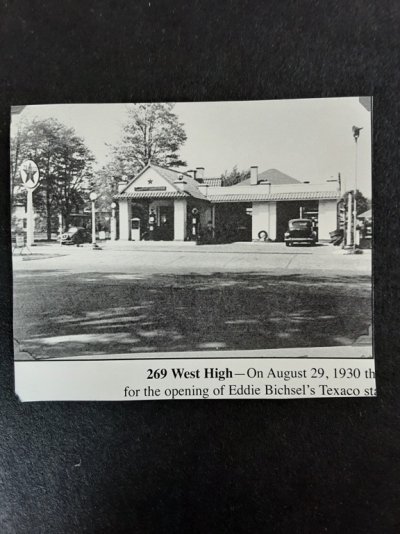 269 West High—On August 29, 1930 th
for the opening of Eddie Bichsel's Texaco sta